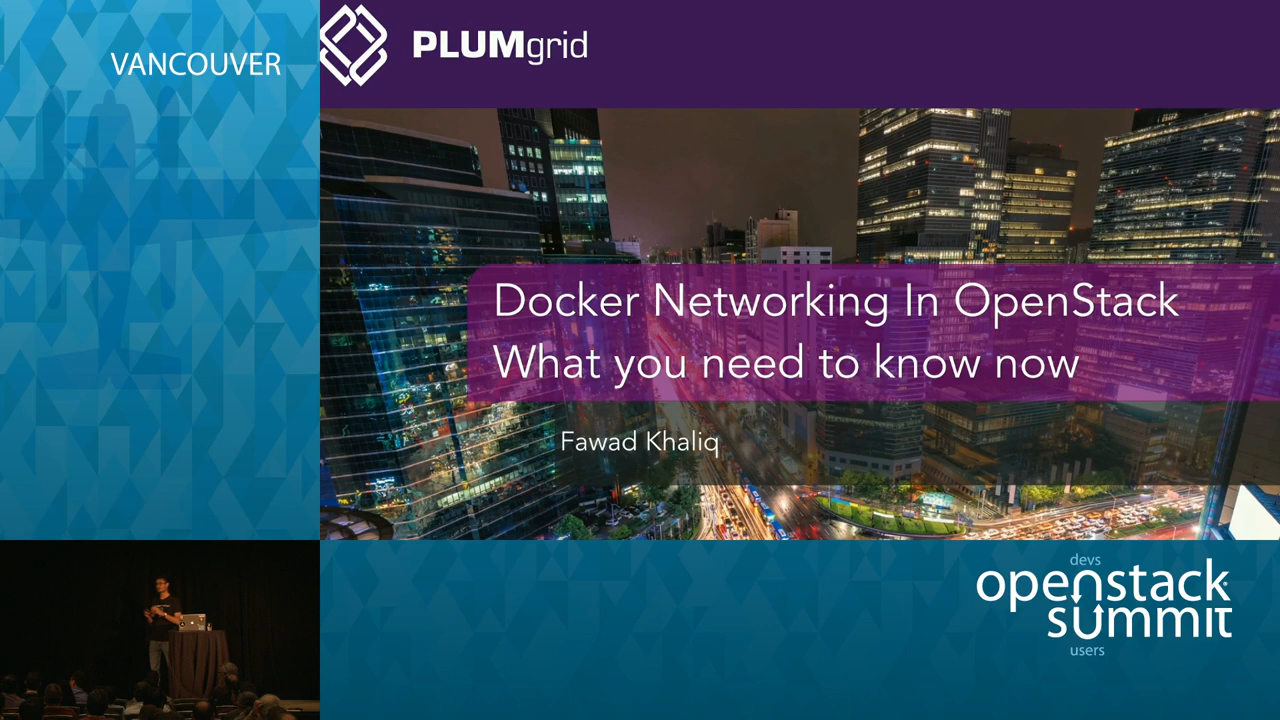 VANCOUVER
PLUMgrid
Docker Networking In OpenStack
What you need to know now
Fawad Khaliq
devs
openstack
summit
users